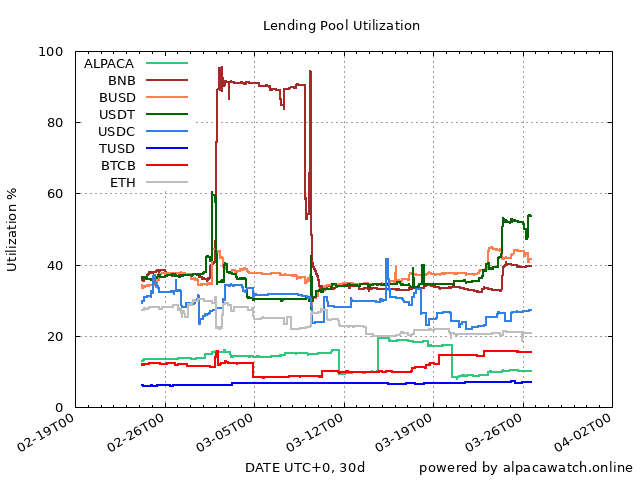 Lending Pool Utilization
100
80
60
40
20
0
Utilization %
ALPACA
BNB
BUSD
USDT
USDC
TUSD
BTCB
ETH
02-19T00
02-26T00
03-05T00
03-12T00
03-19T00
03-26T00
04-02T00
DATE UTC+0, 30d
powered by alpacawatch.online